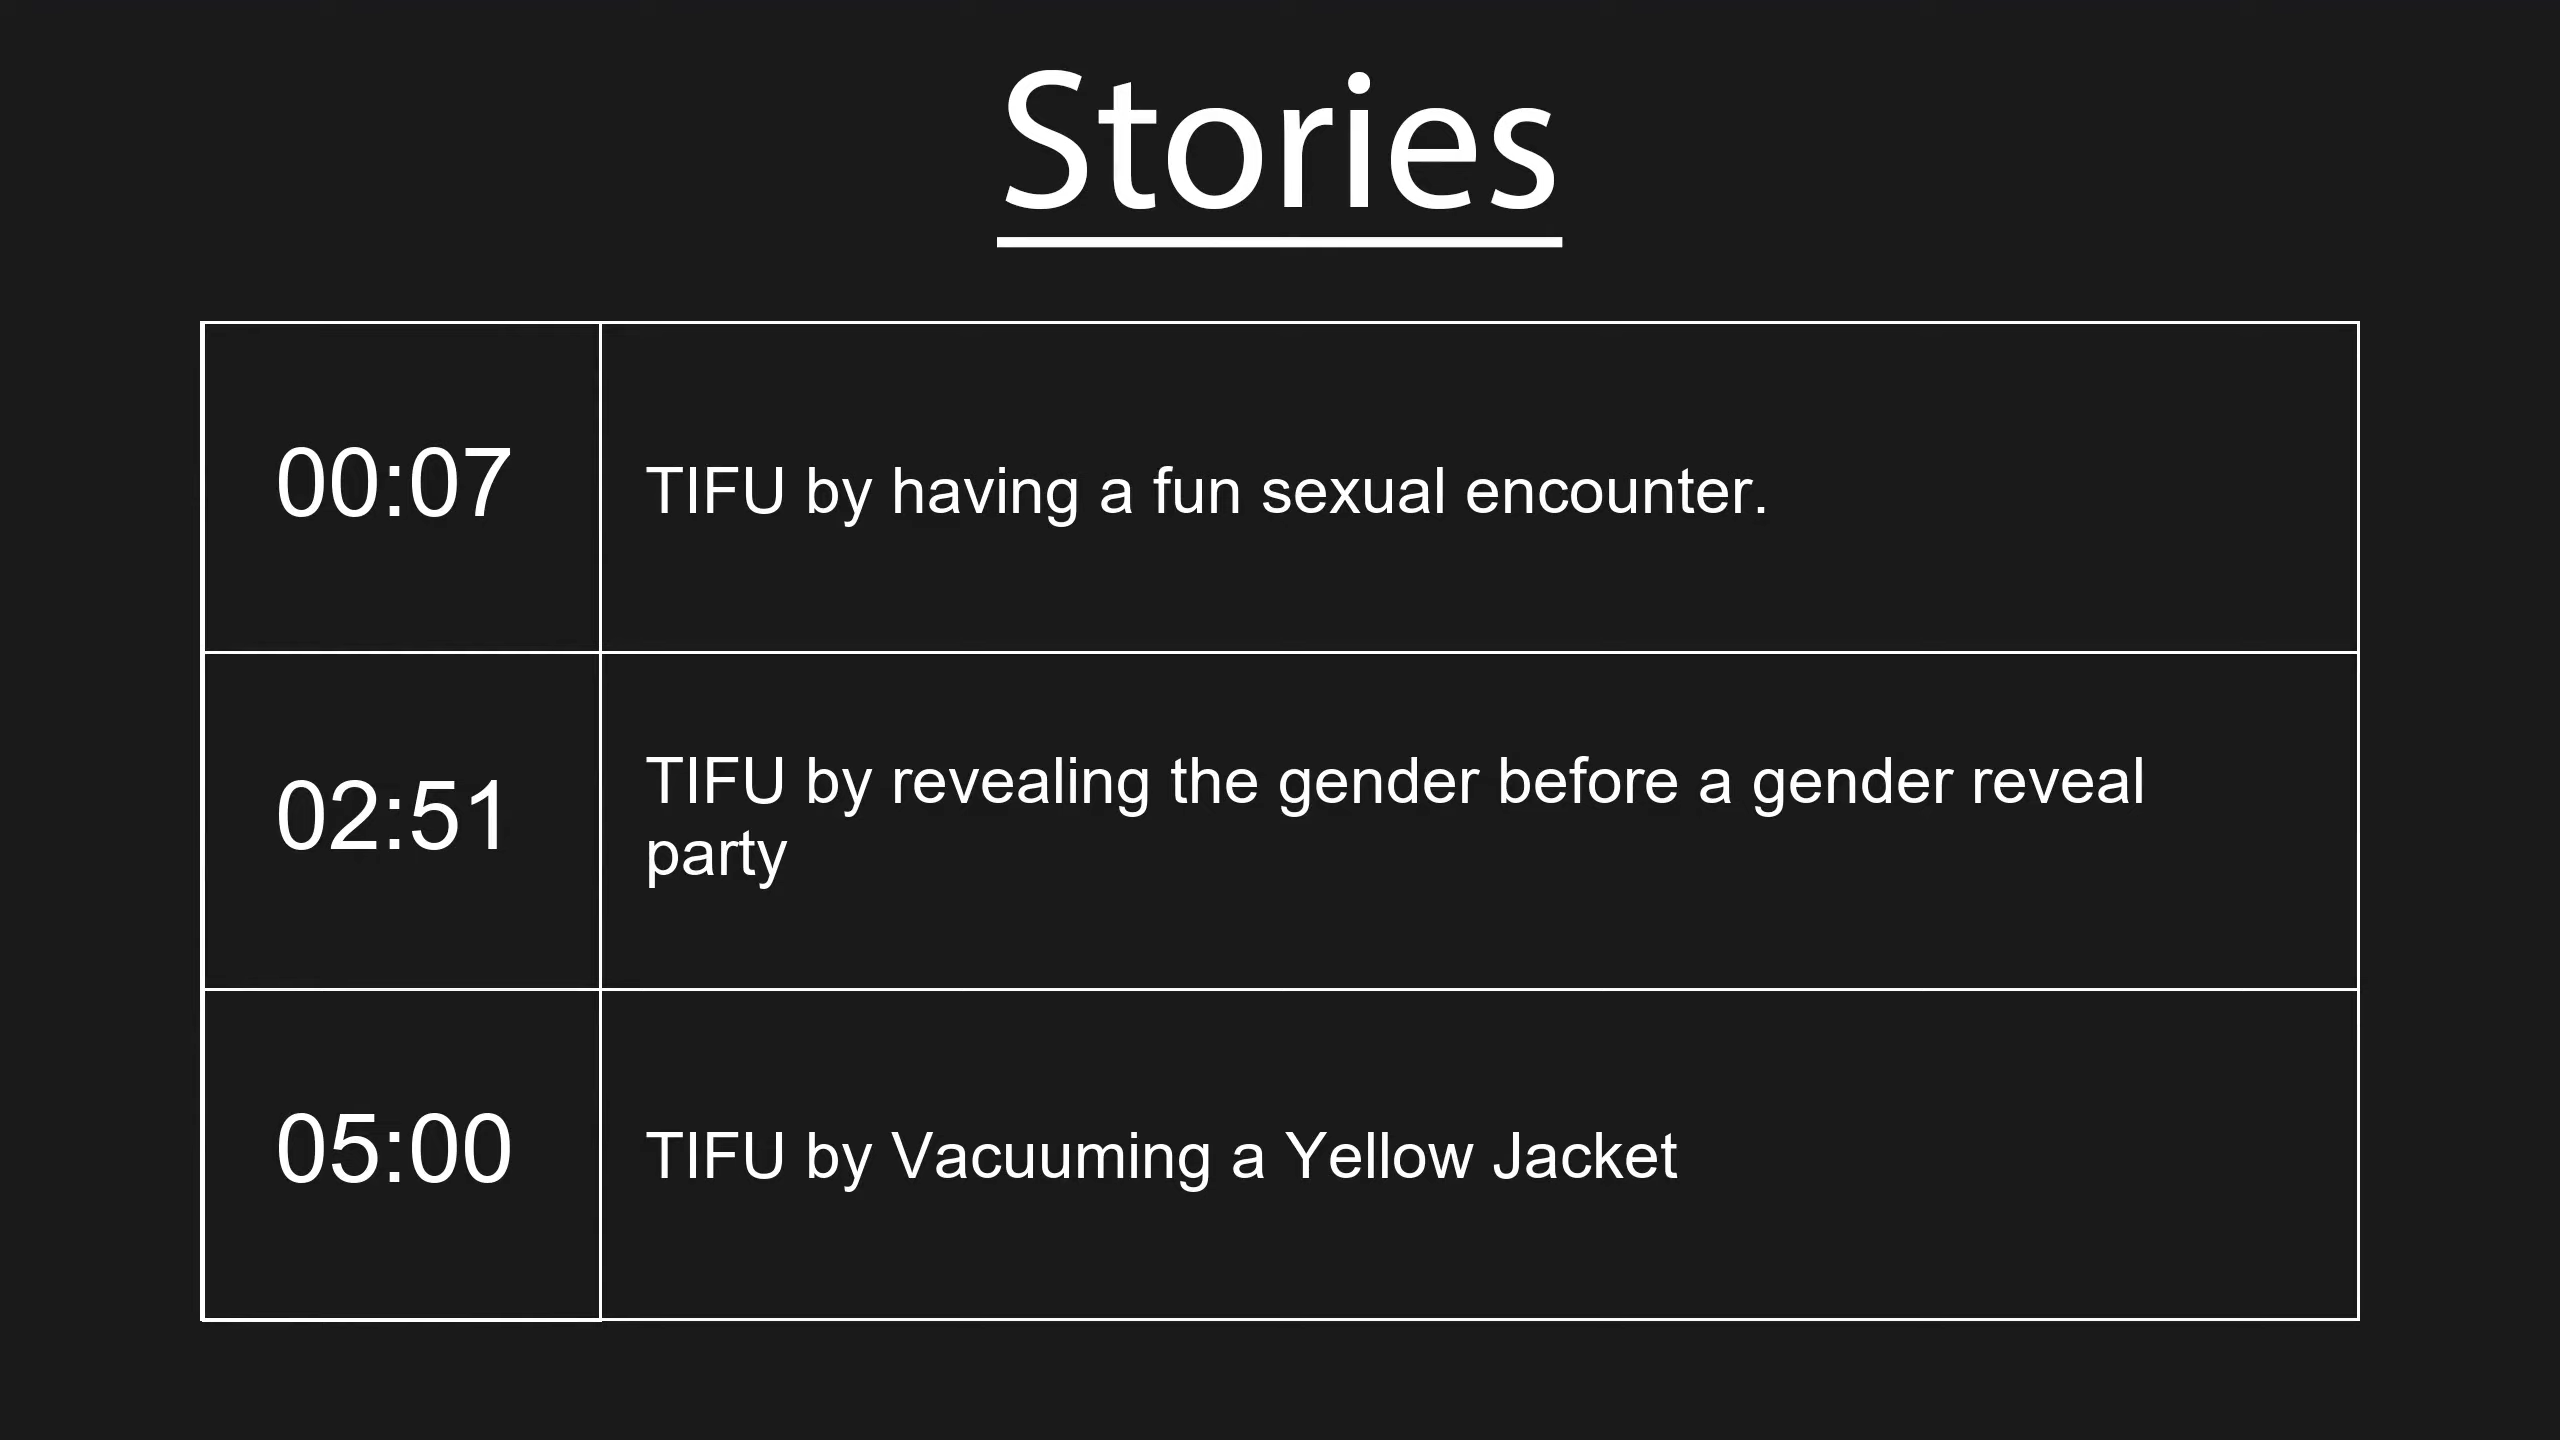 Stories
00:07
TIFU by having a fun sexual encounter.
02:51
TIFU by revealing the gender before a gender reveal
party
05:00
TIFU by Vacuuming a Yellow Jacket